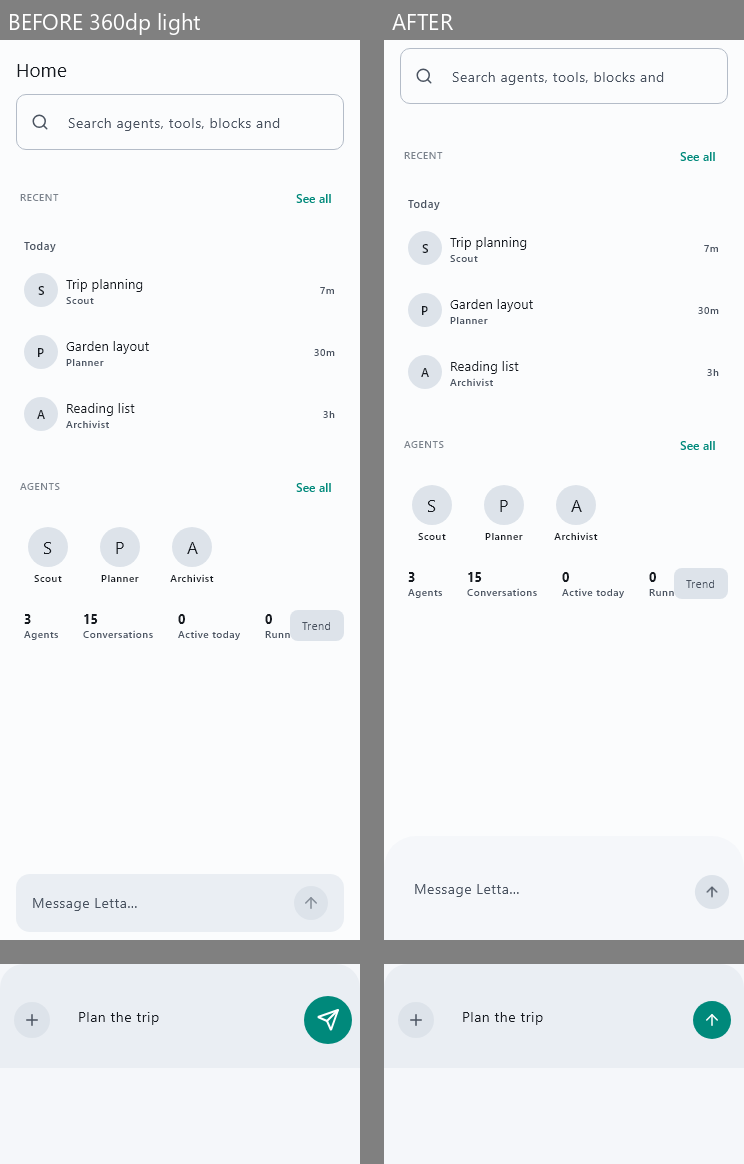 BEFORE 360dp light
Home
Search agents, tools, blocks and
RECENT
See all
Today
S
Trip planning
Scout
7m
P
Garden layout
Planner
30m
A
Reading list
Archivist
3h
AGENTS
See all
S
P
A
Scout
Planner
Archivist
3
15
0
0
Agents
Conversations
Active today
Runn
Trend
Message Letta...
Plan the trip
AFTER
Search agents, tools, blocks and
RECENT
See all
Today
S
Trip planning
Scout
7m
P
Garden layout
Planner
30m
A
Reading list
Archivist
3h
AGENTS
See all
S
P
A
Scout
Planner
Archivist
3
15
0
0
Agents
Conversations
Active today
Runn
Trend
Message Letta...
Plan the trip